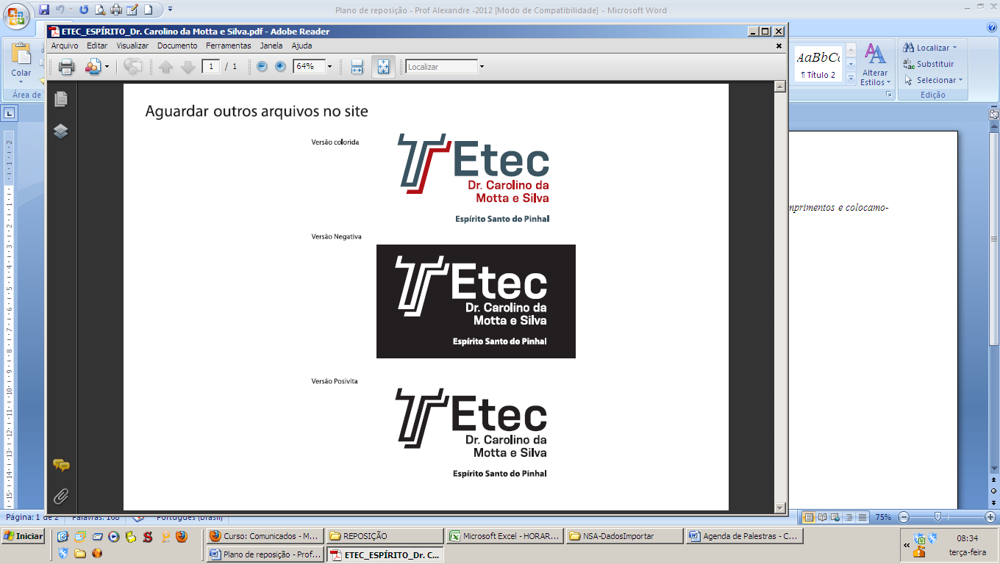 Plano de reposição - Prof Alexandre -2012 [Modo de Compatibilidade] - Microsoft Word
ETEC_ESPÍRITO_Dr. Carolino da Motta e Silva.pdf - Adobe Reader
Arquivo Editar Visualizar Documento Ferramentas Janela Ajuda
1 / 1 64% Localizar
Colar
Área de
AaBbC
¶ Título 2
Alterar Estilos
Localizar
Substituir
Selecionar
Edição
Aguardar outros arquivos no site
Versão colorida
Etec
Dr. Carolino da
Motta e Silva
Espírito Santo do Pinhal
Versão Negativa
Etec
Dr. Carolino da
Motta e Silva
Espírito Santo do Pinhal
Versão Posivita
Etec
Dr. Carolino da
Motta e Silva
Espírito Santo do Pinhal
mprimentos e colocamo-
Página: 1 de 2 Palavras: 168 Português (Brasil) 75%
Iniciar
Curso: Comunicados - M...
REPOSIÇÃO
Microsoft Excel - HORAR...
NSA-DadosImportar
Agenda de Palestras - C...
Plano de reposição - Prof...
ETEC_ESPÍRITO_Dr. C...
08:34
terça-feira